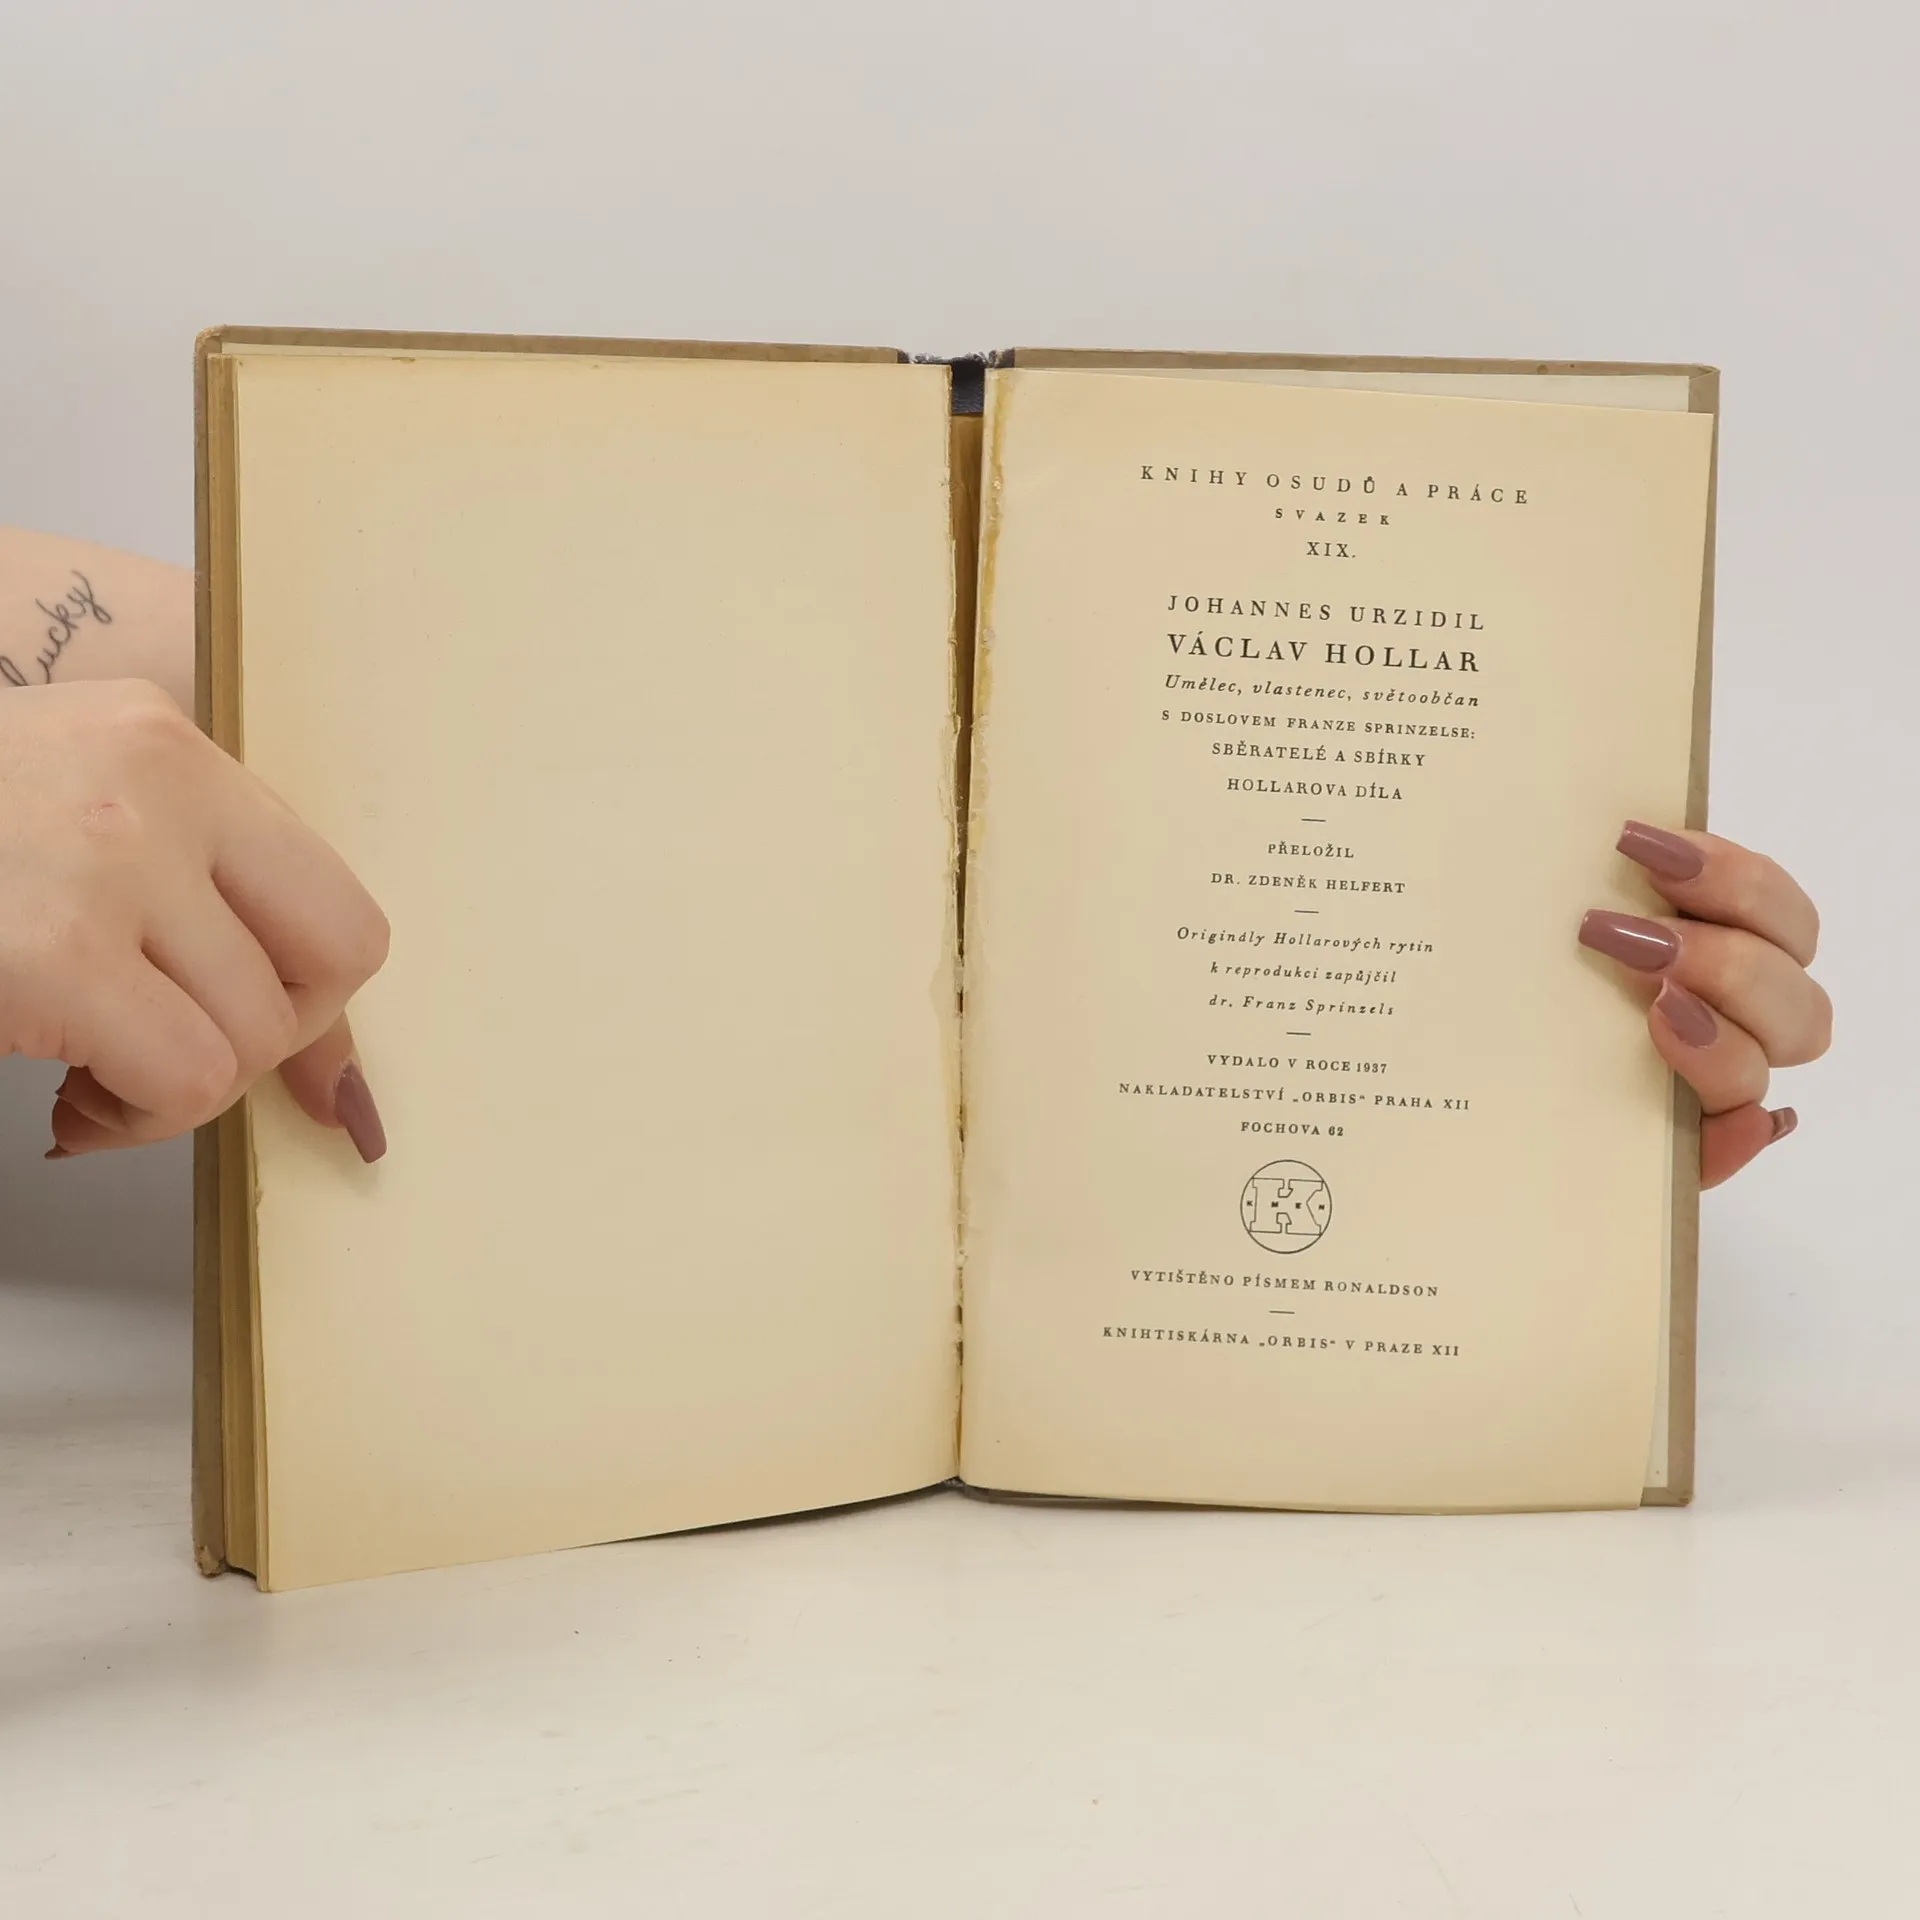 lucky
KNIHY OSUDŮ A PRÁCE
SVAZEK
XIX.
JOHANNES URZIDIL
VÁCLAV HOLLAR
Umělec, vlastenec, světoobčan
S DOSLOVEM FRANZE SPRINZELSE:
SBĚRATELÉ A SBÍRKY
HOLLAROVA DÍLA
PŘELOŽIL
DR. ZDENĚK HELFERT
Originály Hollarových rytin
k reprodukci zapůjčil
dr. Franz Sprinzels
VYDALO V ROCE 1937
NAKLADATELSTVÍ „ORBIS“ PRAHA XII
FOCHOVA 62
K M E N
VYTIŠTĚNO PÍSMEM RONALDSON
KNIHTISKÁRNA „ORBIS“ V PRAZE XII